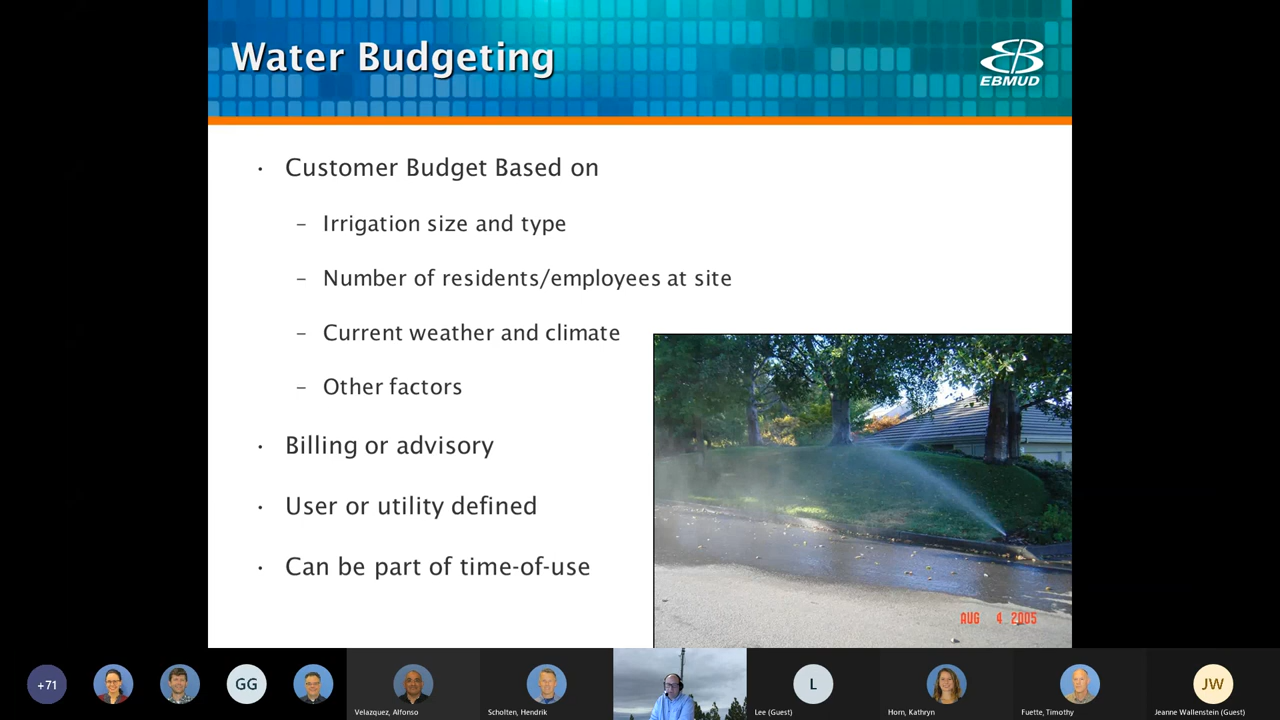 Water Budgeting
EBMUD
· Customer Budget Based on
– Irrigation size and type
– Number of residents/employees at site
– Current weather and climate
– Other factors
· Billing or advisory
· User or utility defined
· Can be part of time-of-use
AUG 4 2005
+71
GG
L
JW
Velazquez, Alfonso
Scholten, Hendrik
Lee (Guest)
Horn, Kathryn
Fuette, Timothy
Jeanne Wallenstein (Guest)